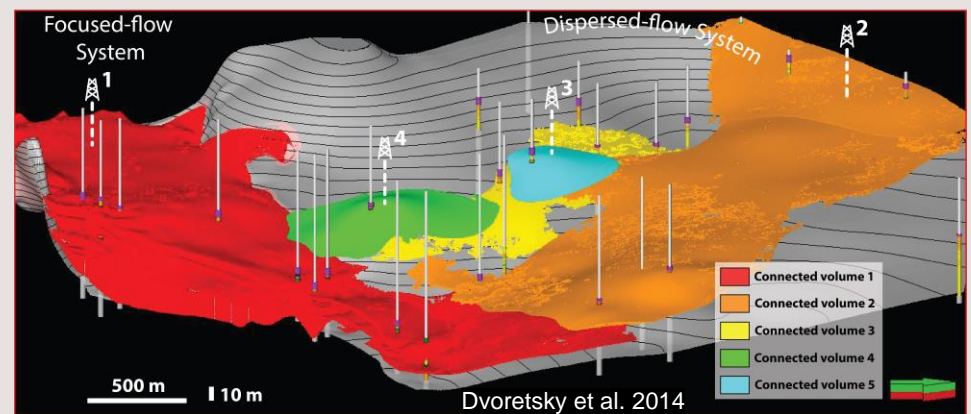 Focused-flow
System
Dispersed-flow System
1
2
3
4
Connected volume 1
Connected volume 2
Connected volume 3
Connected volume 4
Connected volume 5
500 m
10 m
Dvoretsky et al. 2014